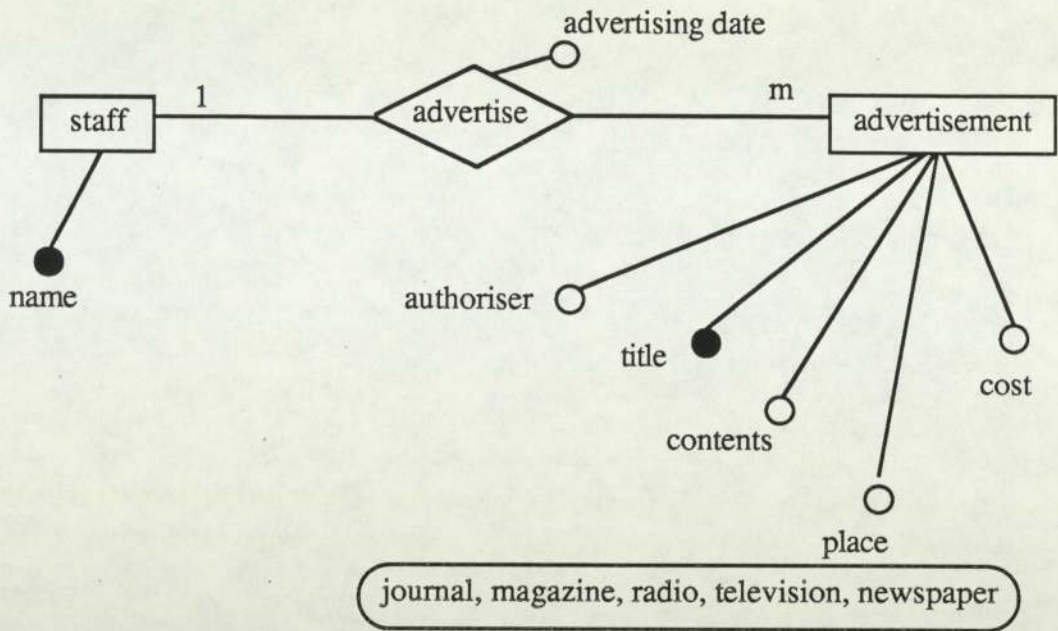 advertising date
staff
1
advertise
m
advertisement
name
authoriser
title
contents
place
cost
journal, magazine, radio, television, newspaper